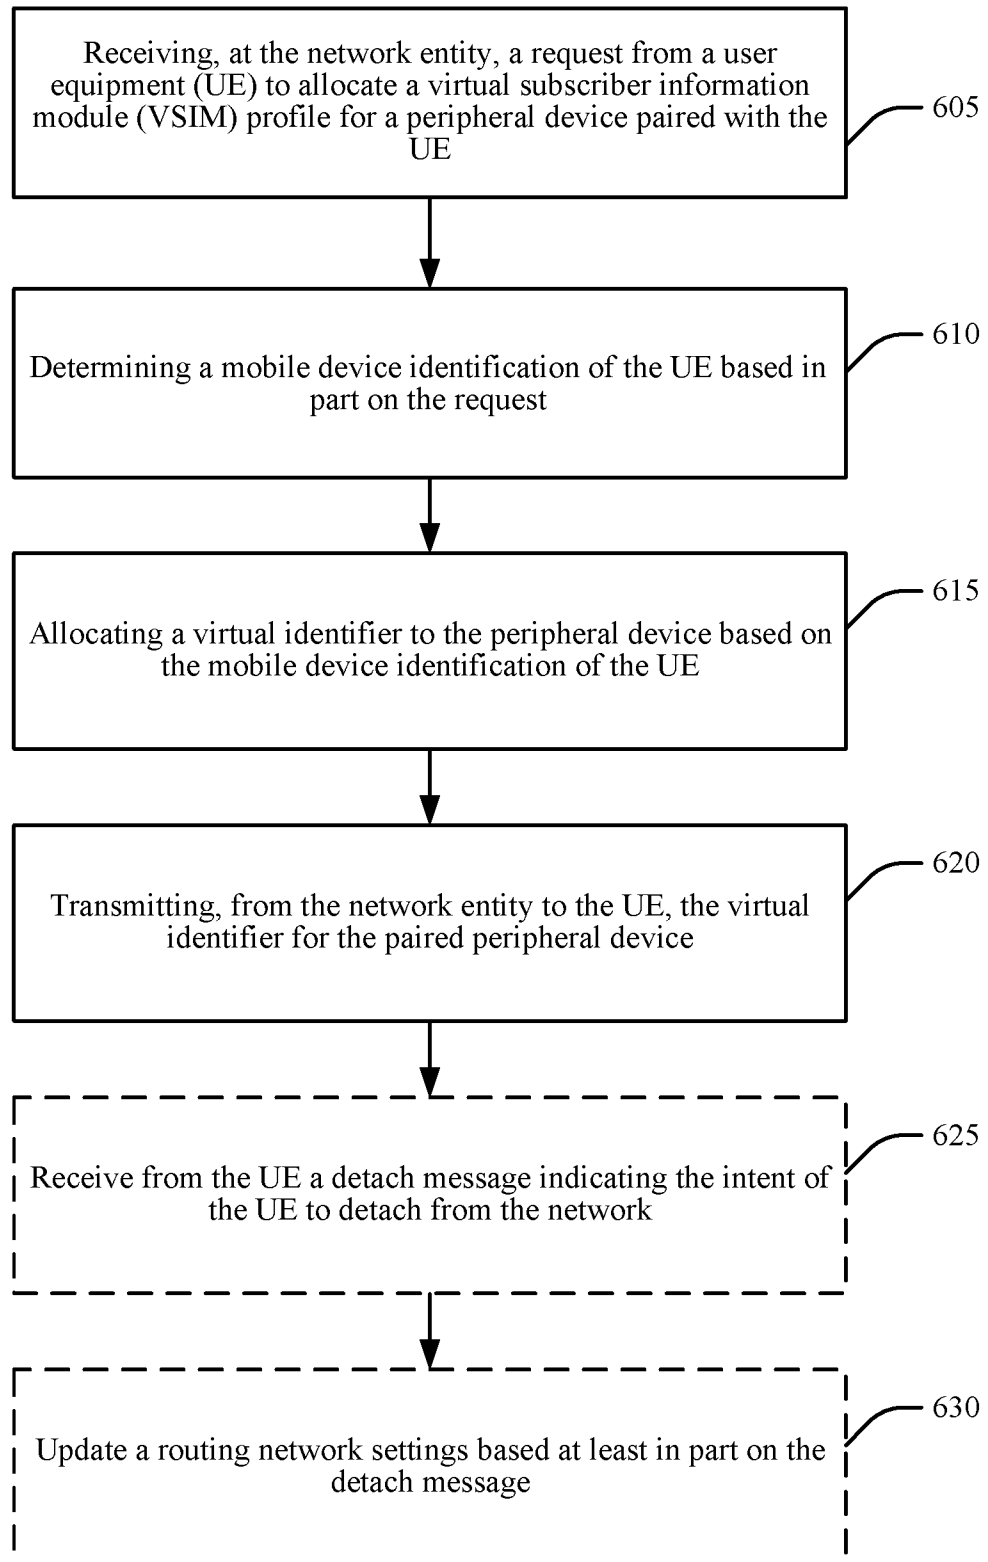 Receiving, at the network entity, a request from a user
equipment (UE) to allocate a virtual subscriber information
module (VSIM) profile for a peripheral device paired with the
UE
605
Determining a mobile device identification of the UE based in
part on the request
610
Allocating a virtual identifier to the peripheral device based on
the mobile device identification of the UE
615
Transmitting, from the network entity to the UE, the virtual
identifier for the paired peripheral device
620
Receive from the UE a detach message indicating the intent of
the UE to detach from the network
625
Update a routing network settings based at least in part on the
detach message
630